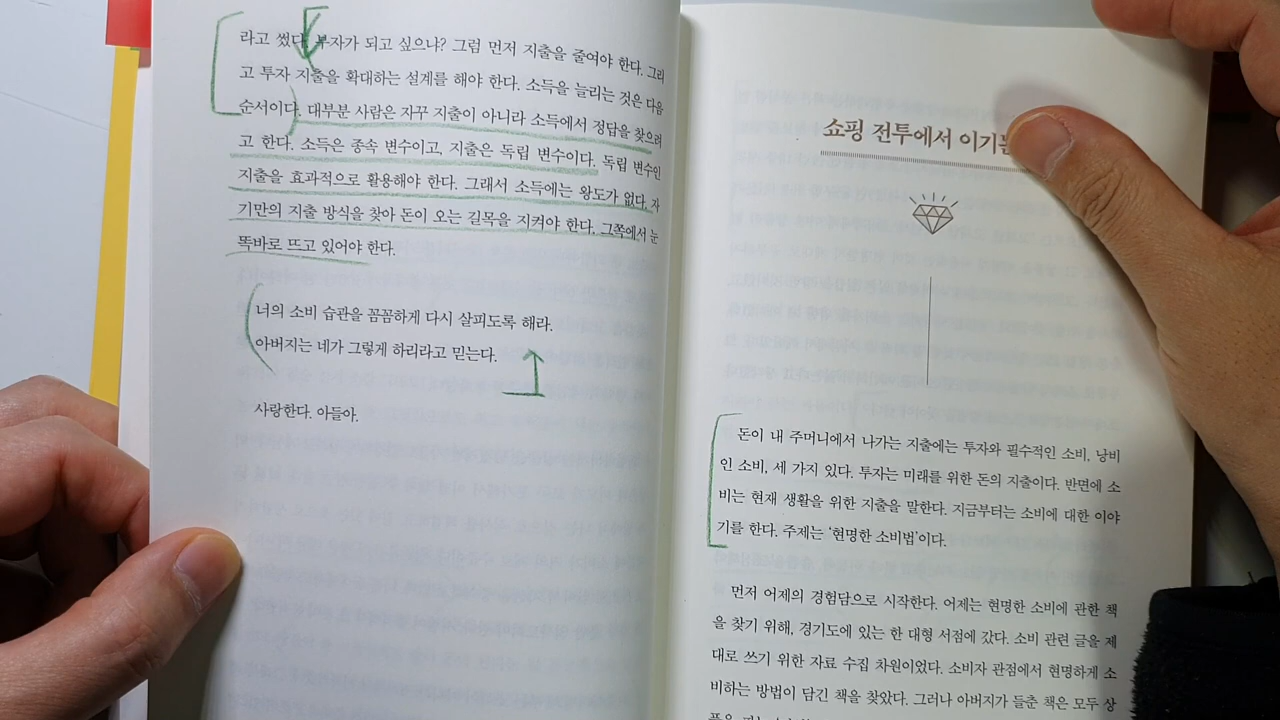 라고 썼다. 부자가 되고 싶으냐? 그럼 먼저 지출을 줄여야 한다. 그리
고 투자 지출을 확대하는 설계를 해야 한다. 소득을 늘리는 것은 다음
순서이다. 대부분 사람은 자꾸 지출이 아니라 소득에서 정답을 찾으려
고 한다. 소득은 종속 변수이고, 지출은 독립 변수이다. 독립 변수인
지출을 효과적으로 활용해야 한다. 그래서 소득에는 왕도가 없다. 자
기만의 지출 방식을 찾아 돈이 오는 길목을 지켜야 한다. 그쪽에서 눈
똑바로 뜨고 있어야 한다.
너의 소비 습관을 꼼꼼하게 다시 살피도록 해라.
아버지는 네가 그렇게 하리라고 믿는다.
사랑한다. 아들아.
쇼핑 전투에서 이기는
돈이 내 주머니에서 나가는 지출에는 투자와 필수적인 소비, 낭비
인 소비, 세 가지 있다. 투자는 미래를 위한 돈의 지출이다. 반면에 소
비는 현재 생활을 위한 지출을 말한다. 지금부터는 소비에 대한 이야
기를 한다. 주제는 '현명한 소비법'이다.
먼저 어제의 경험담으로 시작한다. 어제는 현명한 소비에 관한 책
을 찾기 위해, 경기도에 있는 한 대형 서점에 갔다. 소비 관련 글을 제
대로 쓰기 위한 자료 수집 차원이었다. 소비자 관점에서 현명하게 소
비하는 방법이 담긴 책을 찾았다. 그러나 아버지가 들춘 책은 모두 상